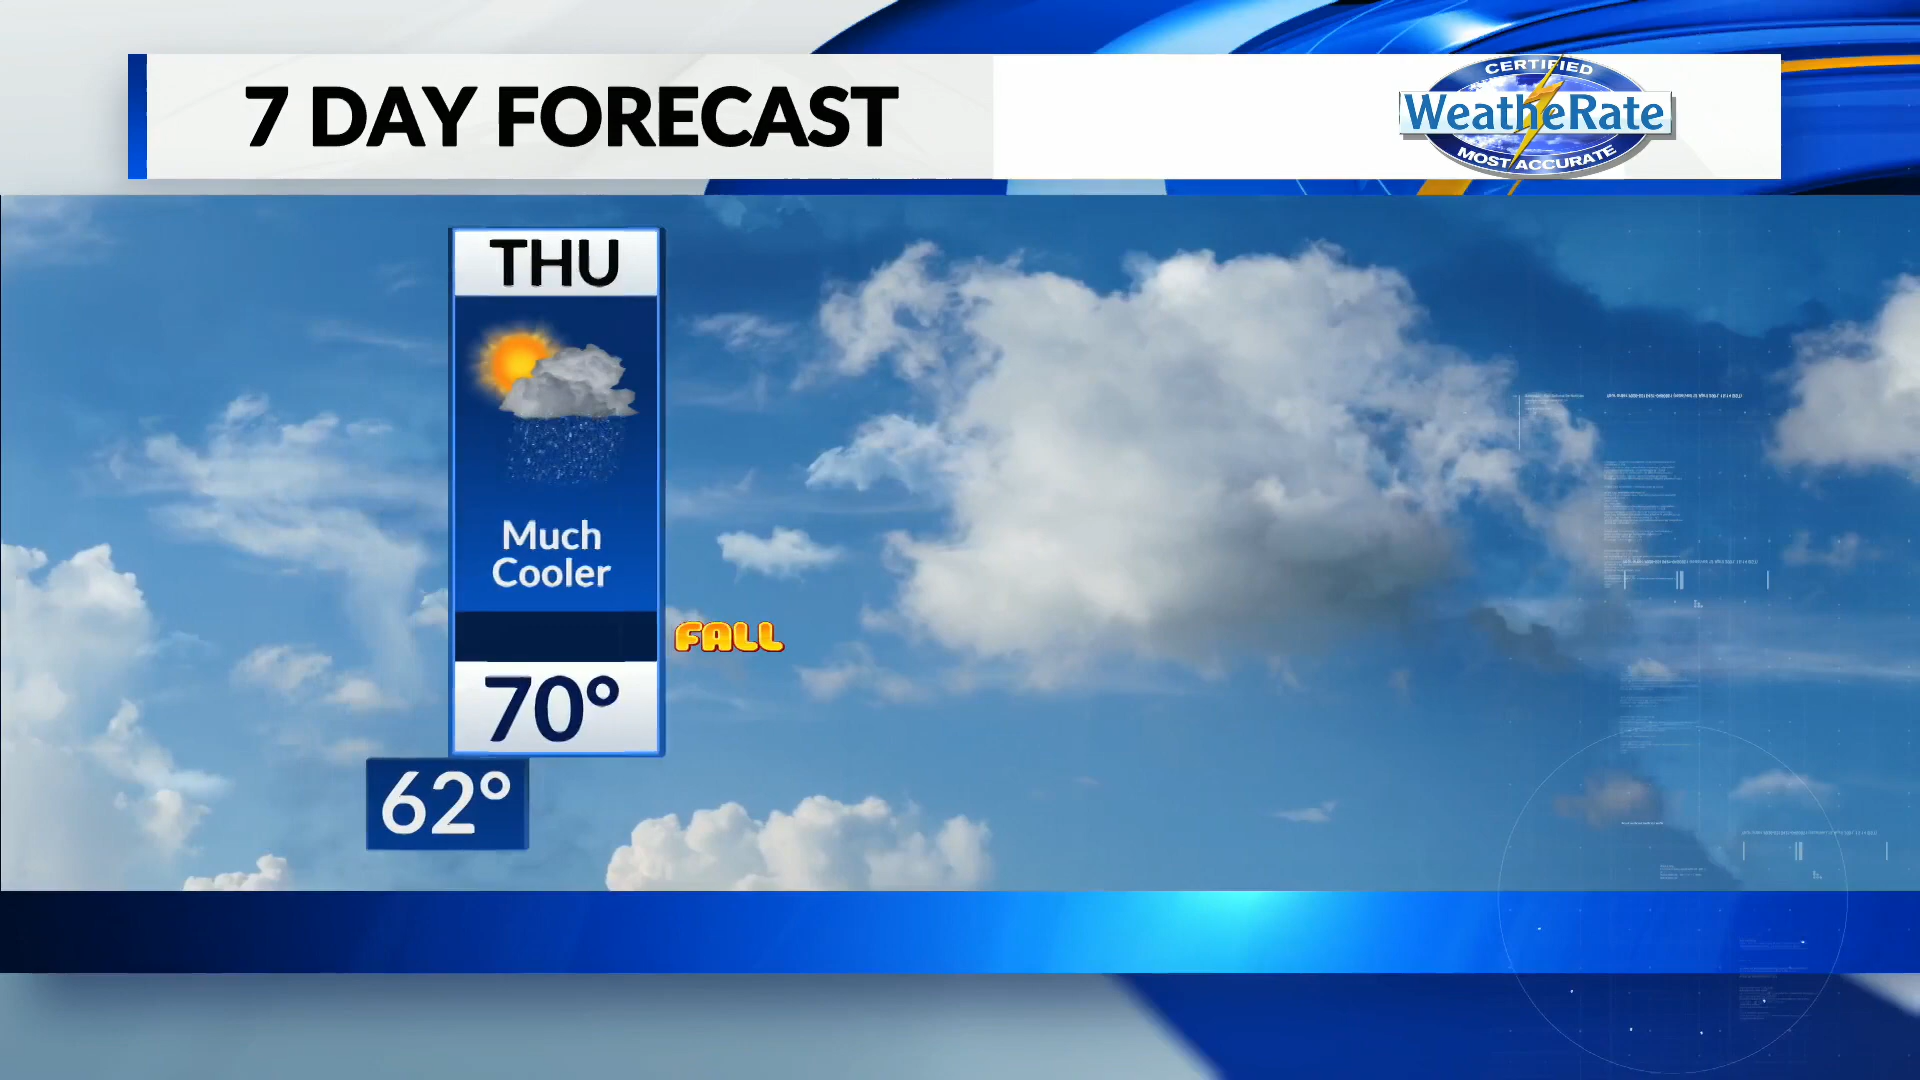 7 DAY FORECAST
CERTIFIED
WeatheRate
MOST ACCURATE
THU
Much
Cooler
FALL
70°
62°